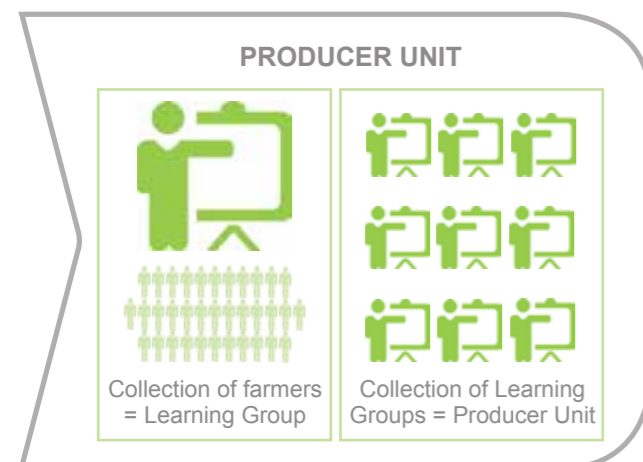 PRODUCER UNIT
Collection of farmers
= Learning Group
Collection of Learning
Groups = Producer Unit